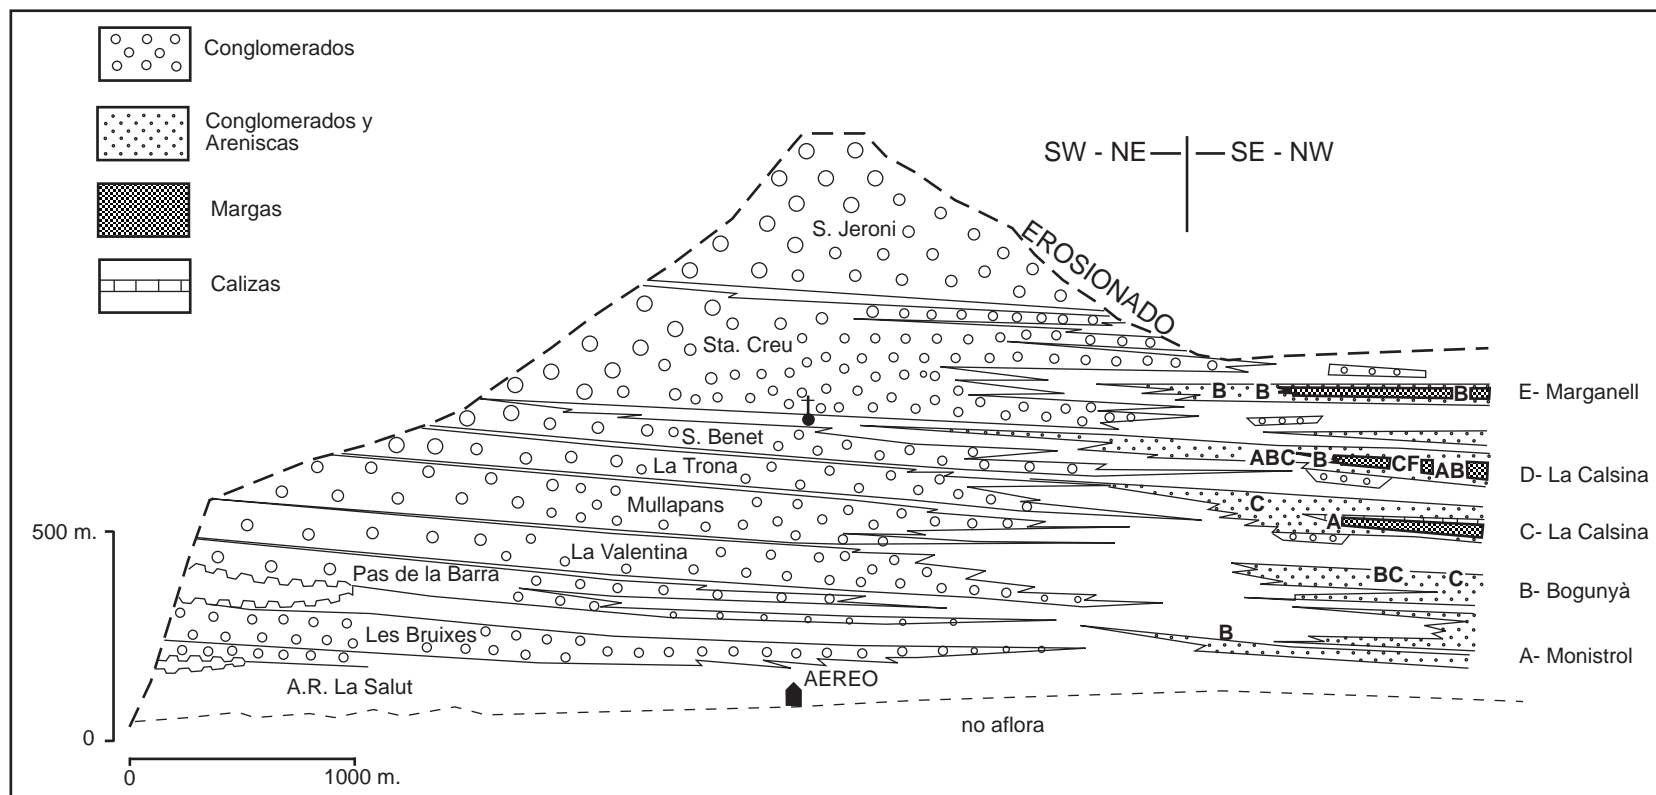 Conglomerados
Conglomerados y
Areniscas
Margas
Calizas
SW - NE
SE - NW
EROSIONADO
S. Jeroni
Sta. Creu
S. Benet
La Trona
Mullapans
La Valentina
Pas de la Barra
Les Bruixes
A.R. La Salut
AEREO
no aflora
B B B
E- Marganell
ABC B CF AB
D- La Calsina
C
A
C- La Calsina
BC C
B- Bogunyà
B
A- Monistrol
500 m.
0
0 1000 m.